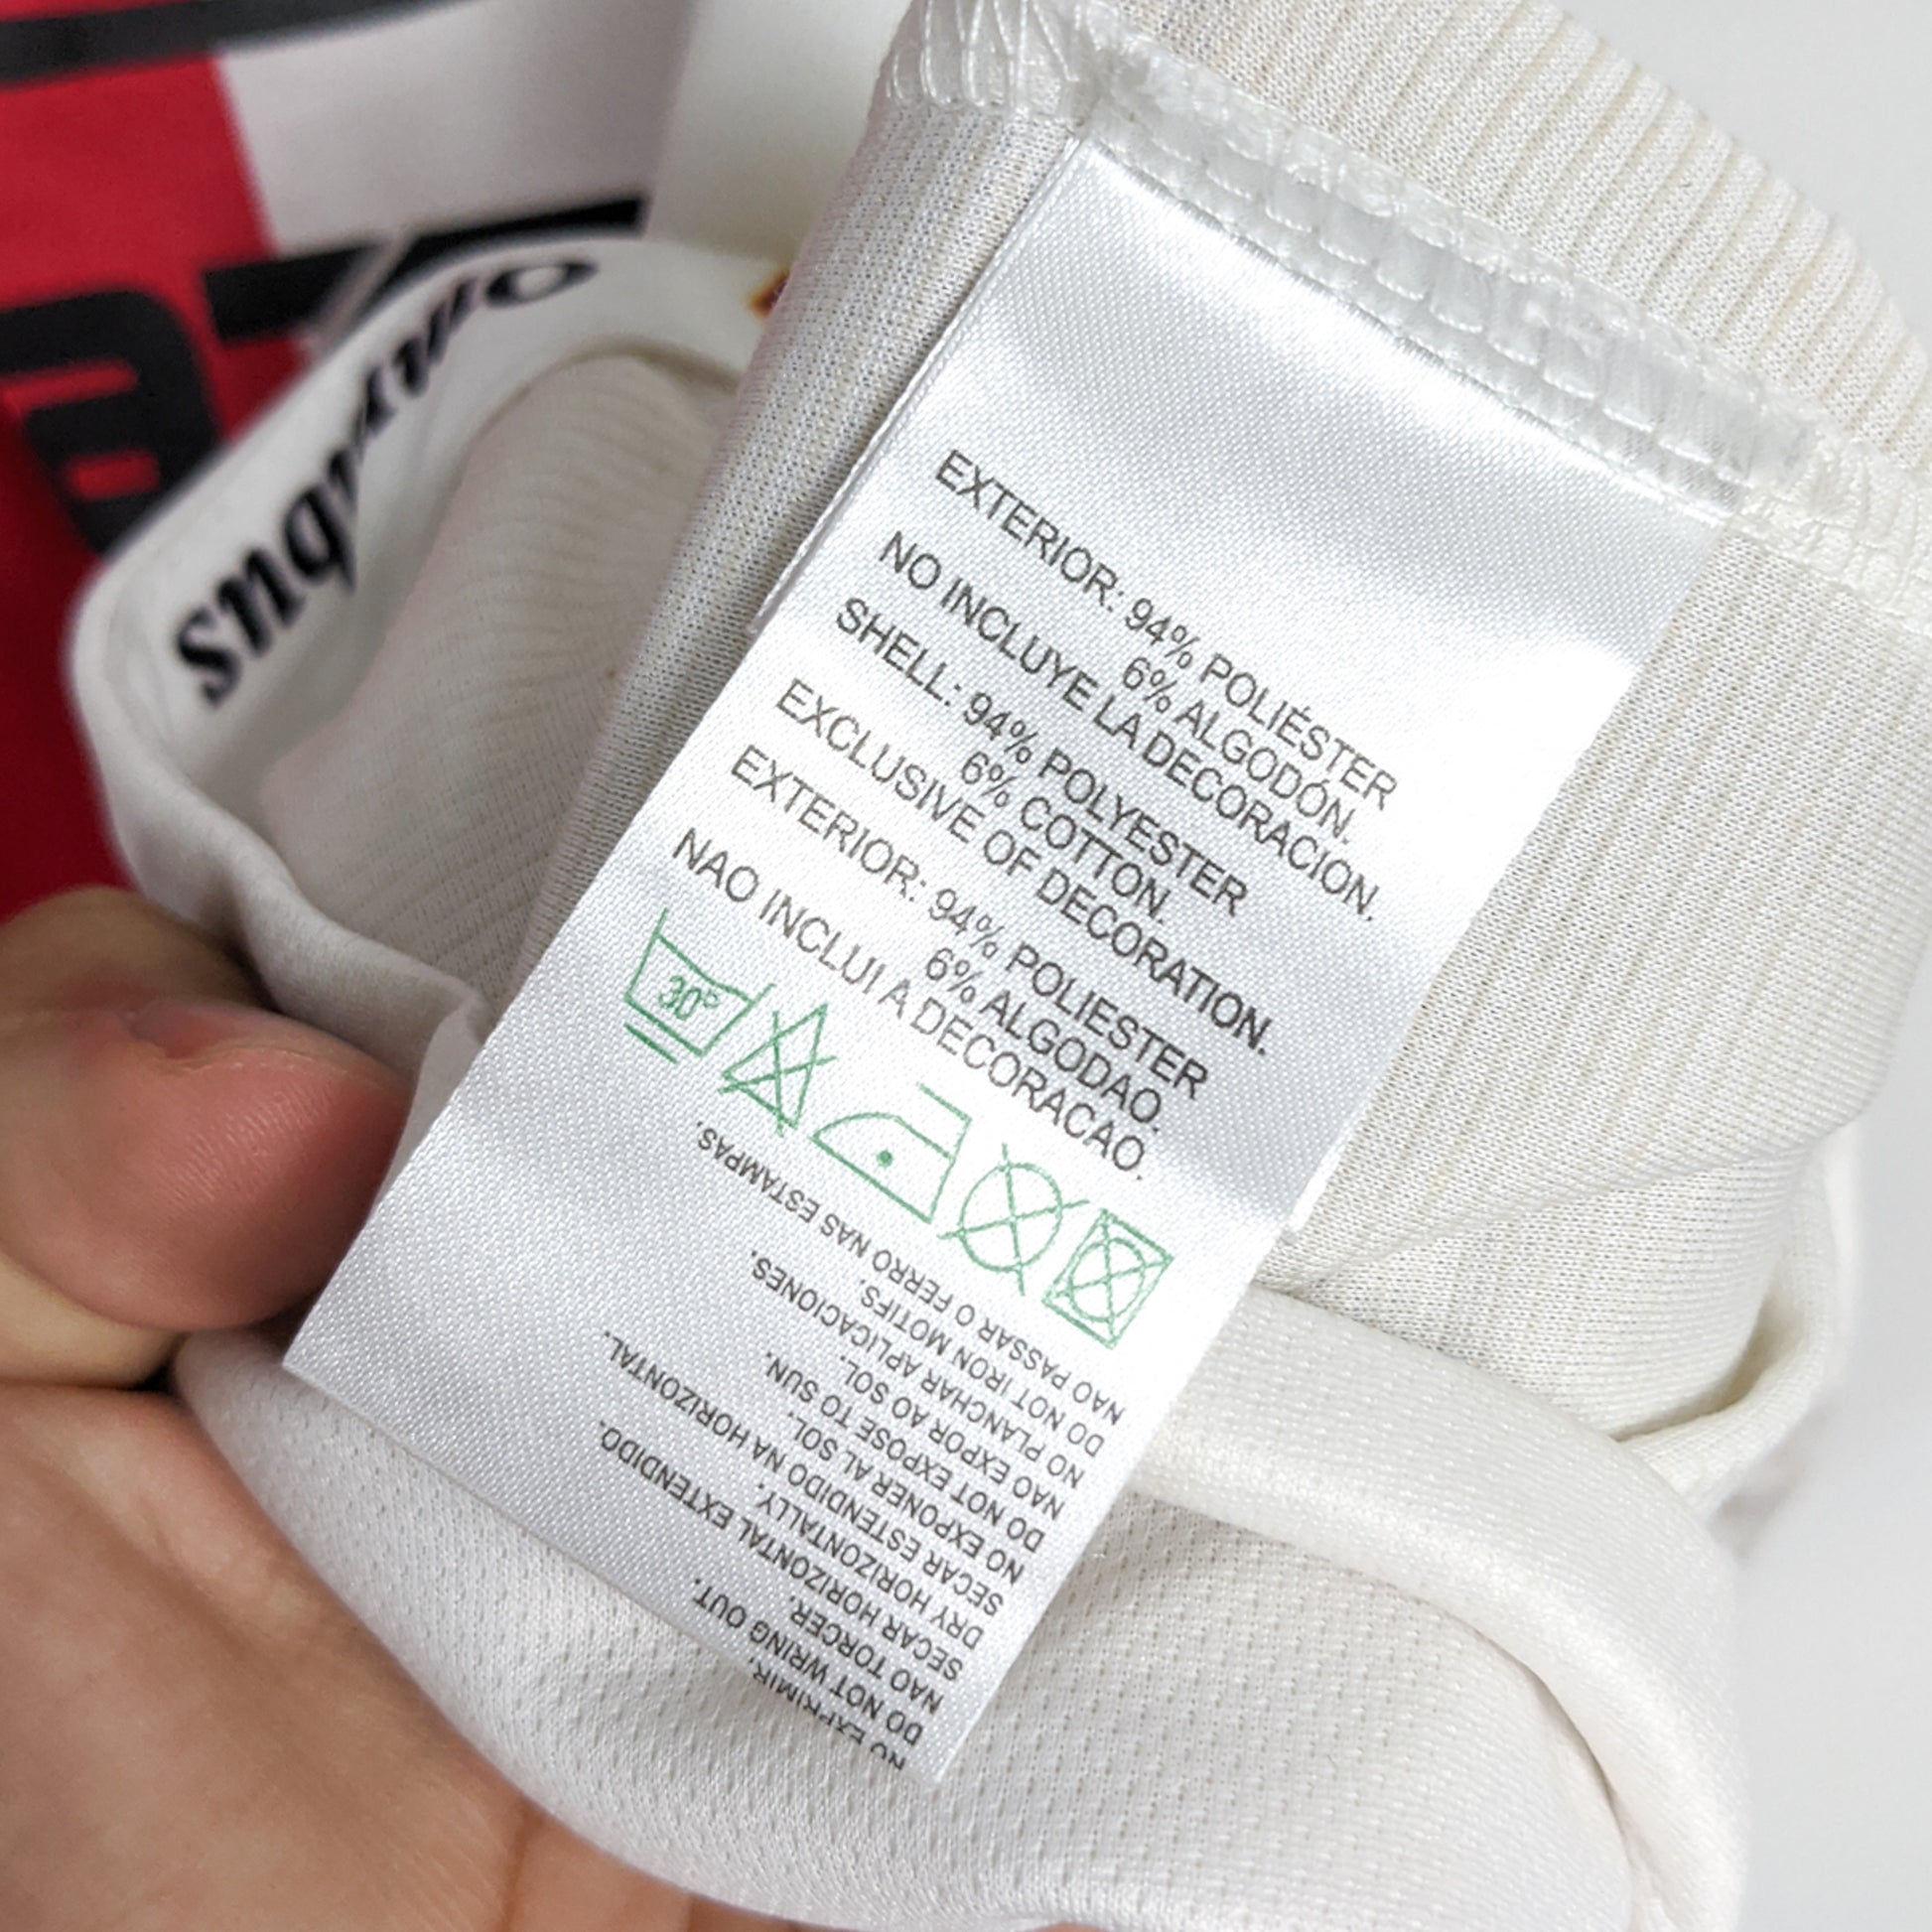 EXTERIOR: 94% POLIÉSTER
6% ALGODÓN.
NO INCLUYE LA DECORACIÓN.
SHELL: 94% POLYESTER
6% COTTON.
EXCLUSIVE OF DECORATION.
EXTERIOR: 94% POLIESTER
6% ALGODAO.
NAO INCLUI A DECORACAO.
30°
NO EXPRIMIR.
DO NOT WRING OUT.
NAO TORCER.
SECAR HORIZONTAL EXTENDIDO.
DRY HORIZONTALLY.
SECAR ESTENDIDO NA HORIZONTAL.
NO EXPONER AL SOL.
DO NOT EXPOSE TO SUN.
NAO EXPOR AO SOL.
NO PLANCHAR APLICACIONES.
DO NOT IRON MOTIFS.
NAO PASSAR O FERRO NAS ESTAMPAS.